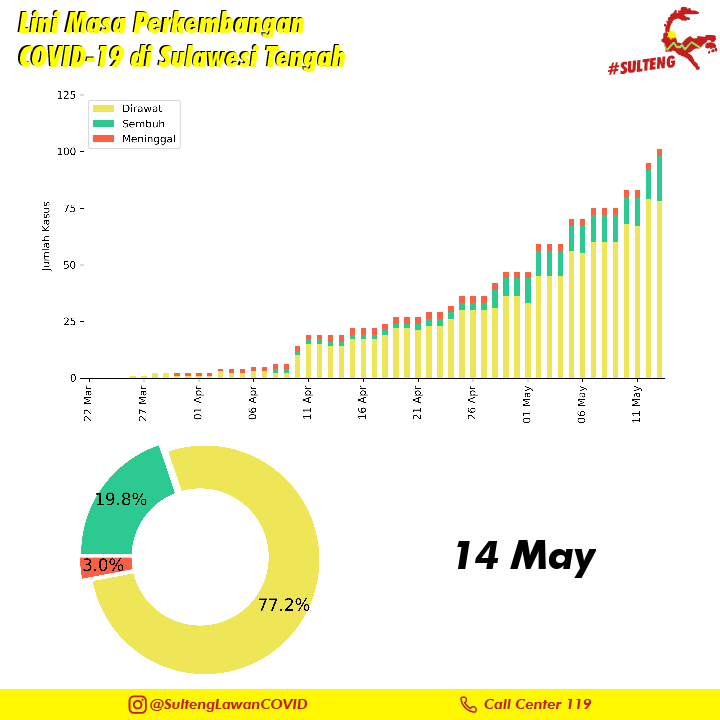 Lini Masa Perkembangan
COVID-19 di Sulawesi Tengah
#SULTENG
125
100
75
50
25
0
Jumlah Kasus
Dirawat
Sembuh
Meninggal
22 Mar
27 Mar
01 Apr
06 Apr
11 Apr
16 Apr
21 Apr
26 Apr
01 May
06 May
11 May
19.8%
3.0%
77.2%
14 May
@SultengLawanCOVID
Call Center 119